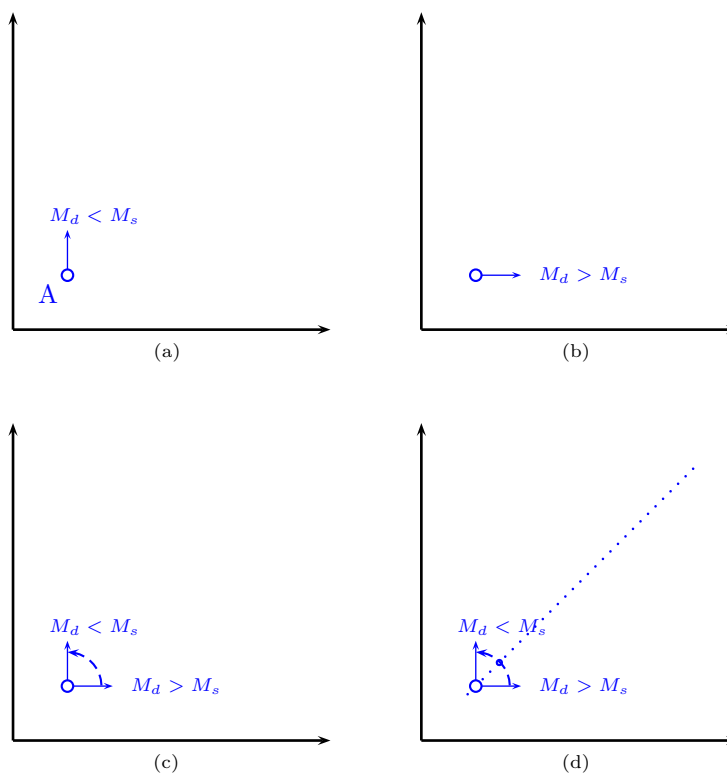 M_d < M_s
A
(a)
M_d > M_s
(b)
M_d < M_s
M_d > M_s
(c)
M_d < M_s
M_d > M_s
(d)